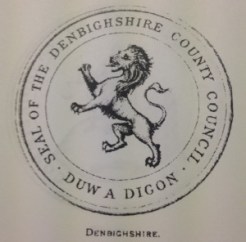 SEAL OF THE DENBIGHSHIRE COUNTY COUNCIL
· DUW A DIGON ·
DENBIGHSHIRE.